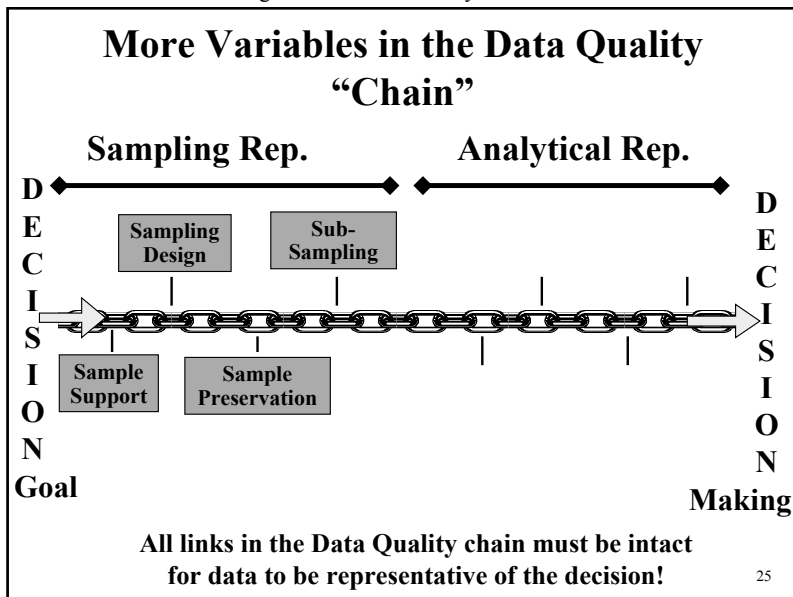 More Variables in the Data Quality
“Chain”
Sampling Rep.
Analytical Rep.
DECISION
Goal
Sampling
Design
Sub-
Sampling
Sample
Support
Sample
Preservation
DECISION
Making
All links in the Data Quality chain must be intact
for data to be representative of the decision!
25